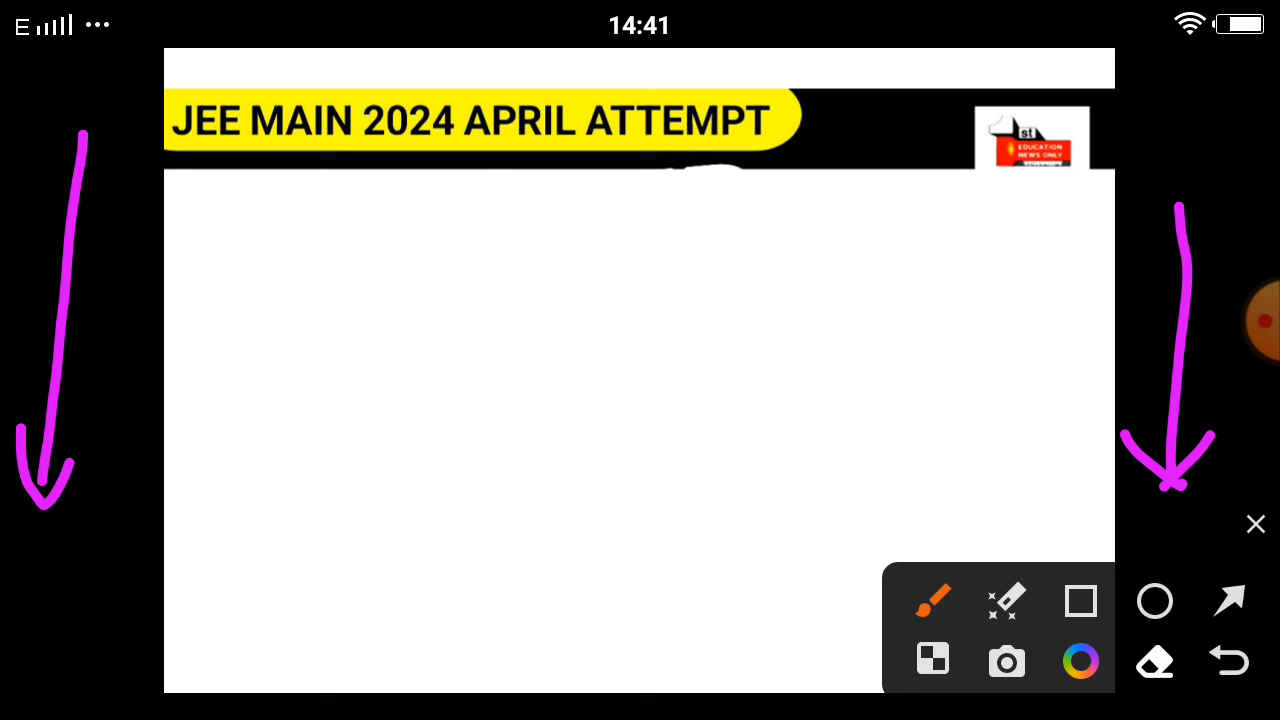 E
14:41
JEE MAIN 2024 APRIL ATTEMPT
st
EDUCATION
NEWS ONLY